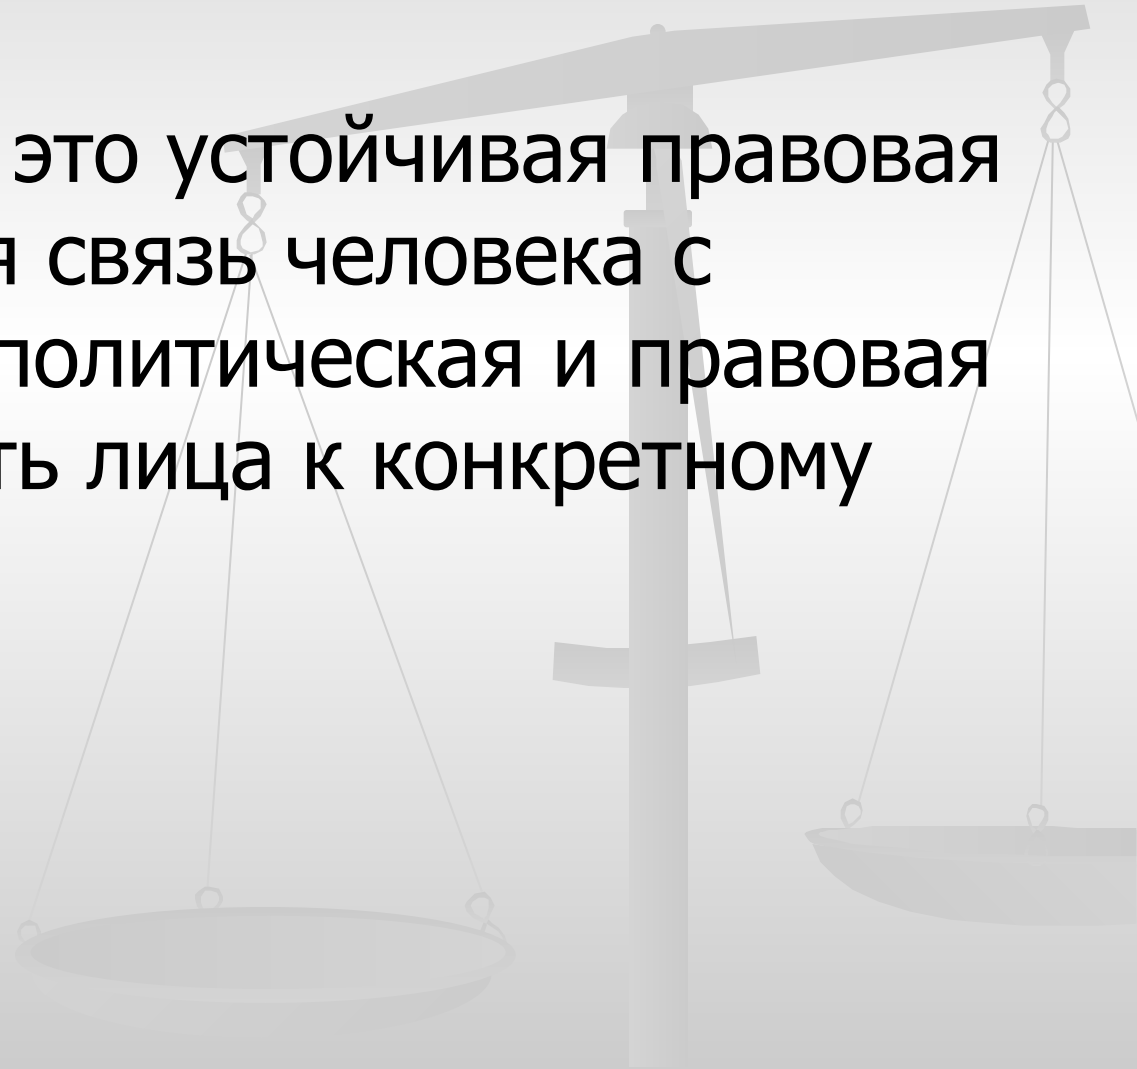 это устойчивая правовая
я связь человека с
политическая и правовая
ть лица к конкретному